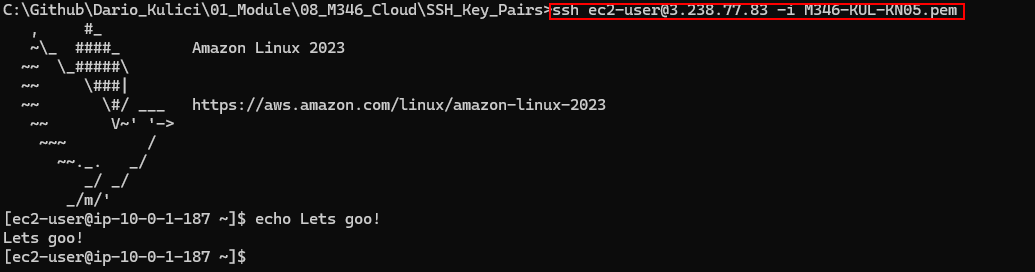 C:\Github\Dario_Kulici\01_Module\08_M346_Cloud\SSH_Key_Pairs>ssh ec2-user@3.238.77.83 -i M346-KUL-KN05.pem
   ,     #_
   ~\_  ####_        Amazon Linux 2023
  ~~  \_#####\
  ~~     \###|
  ~~       \#/ ___   https://aws.amazon.com/linux/amazon-linux-2023
   ~~       V~' '->
    ~~~         /
      ~~._.   _/
         _/ _/
       _/m/'
[ec2-user@ip-10-0-1-187 ~]$ echo Lets goo!
Lets goo!
[ec2-user@ip-10-0-1-187 ~]$